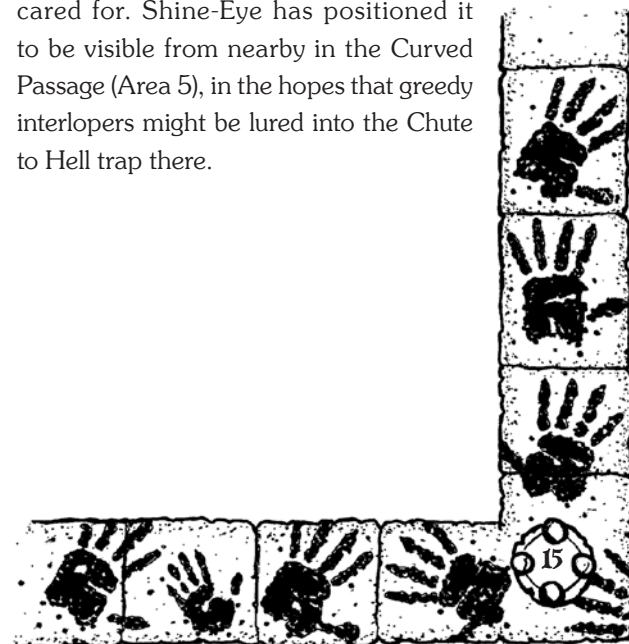 cared for. Shine-Eye has positioned it
to be visible from nearby in the Curved
Passage (Area 5), in the hopes that greedy
interlopers might be lured into the Chute
to Hell trap there.
15